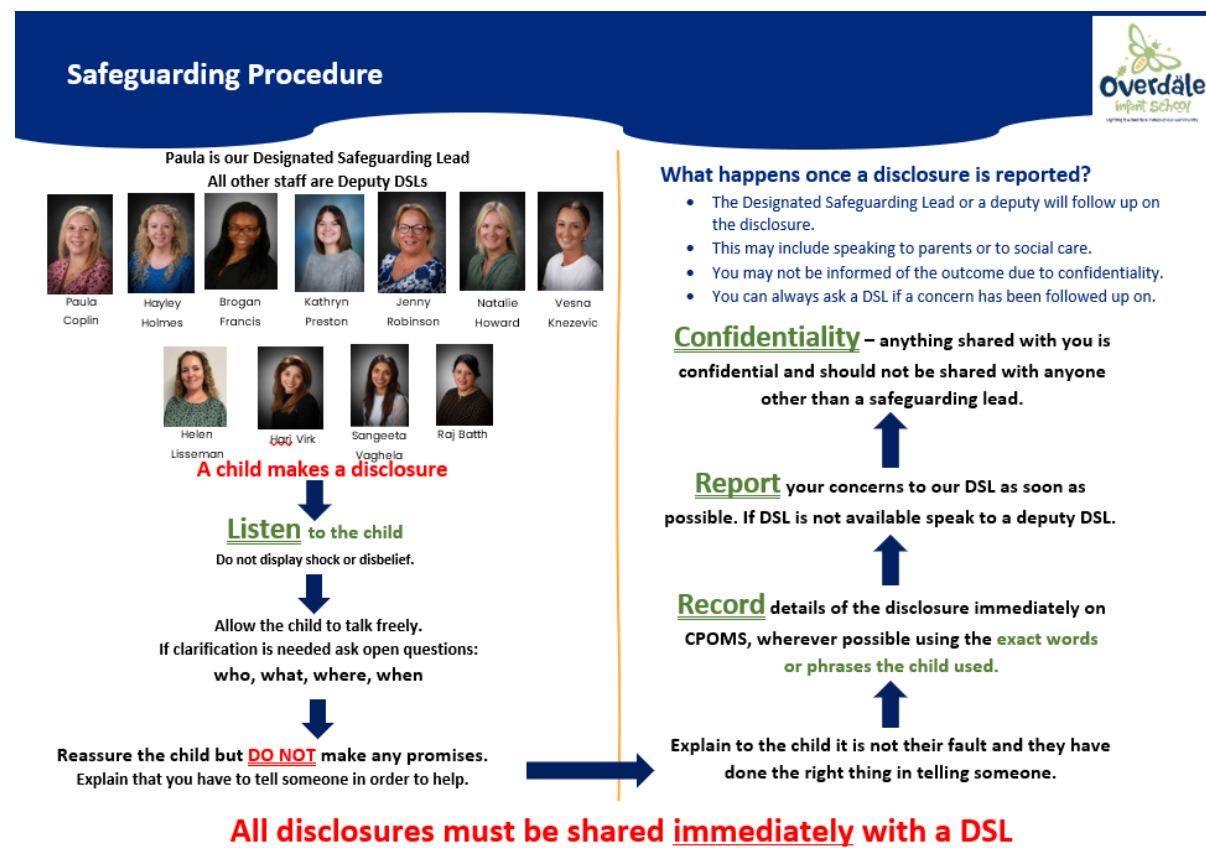 Safeguarding Procedure
Overdäle
infant School
Paula is our Designated Safeguarding Lead
All other staff are Deputy DSLs
Paula
Coplin
Hayley
Holmes
Brogan
Francis
Kathryn
Preston
Jenny
Robinson
Natalie
Howard
Vesna
Knezevic
Helen
Lisseman
Hari Virk
Sangeeta
Vaghela
Raj Batth
A child makes a disclosure
Listen to the child
Do not display shock or disbelief.
Allow the child to talk freely.
If clarification is needed ask open questions:
who, what, where, when
Reassure the child but DO NOT make any promises.
Explain that you have to tell someone in order to help.
Explain to the child it is not their fault and they have
done the right thing in telling someone.
Record details of the disclosure immediately on
CPOMS, wherever possible using the exact words
or phrases the child used.
Report your concerns to our DSL as soon as
possible. If DSL is not available speak to a deputy DSL.
Confidentiality – anything shared with you is
confidential and should not be shared with anyone
other than a safeguarding lead.
What happens once a disclosure is reported?
• The Designated Safeguarding Lead or a deputy will follow up on
the disclosure.
• This may include speaking to parents or to social care.
• You may not be informed of the outcome due to confidentiality.
• You can always ask a DSL if a concern has been followed up on.
All disclosures must be shared immediately with a DSL